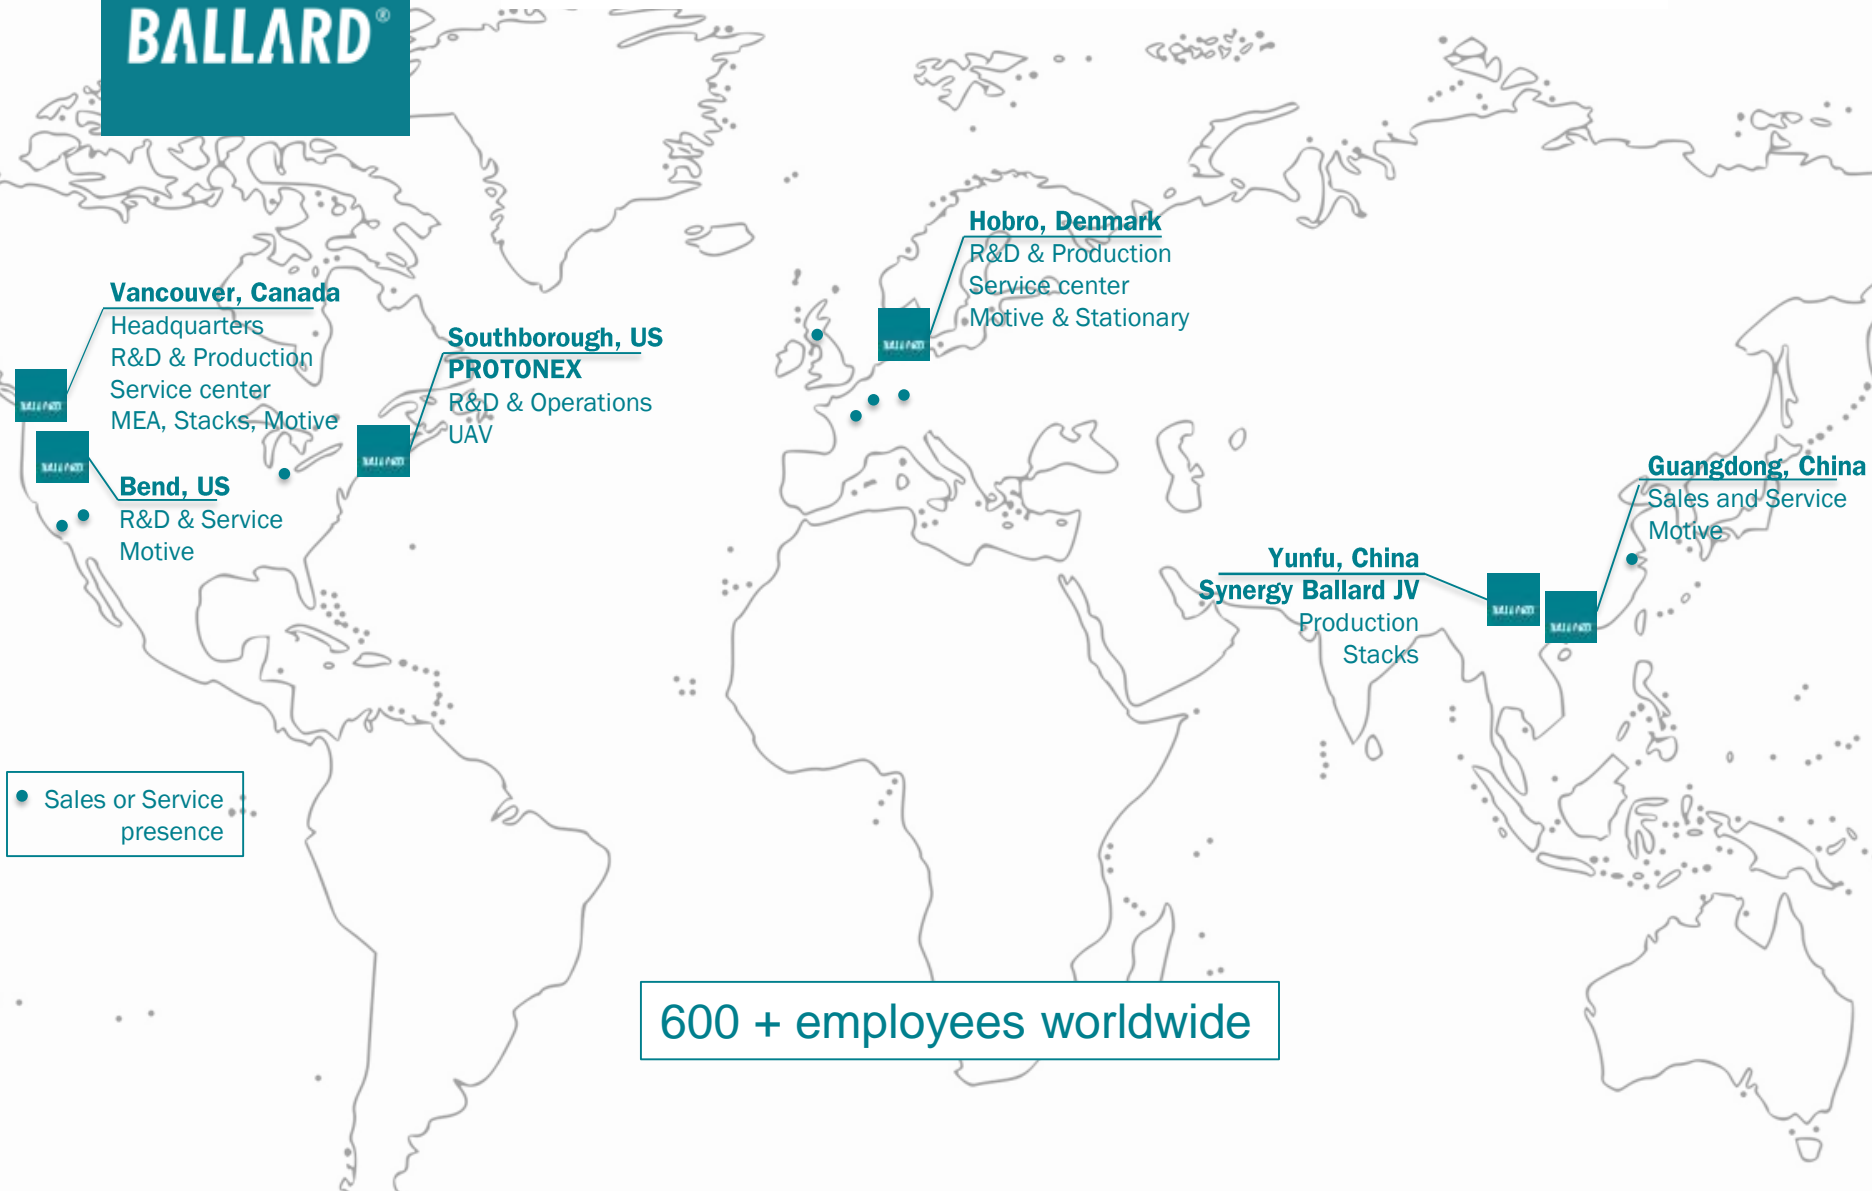 BALLARD®
Hobro, Denmark
R&D & Production
Service center
Motive & Stationary
Vancouver, Canada
Headquarters
R&D & Production
Service center
MEA, Stacks, Motive
Southborough, US
PROTONEX
R&D & Operations
UAV
Bend, US
R&D & Service
Motive
Guangdong, China
Sales and Service
Motive
Yunfu, China
Synergy Ballard JV
Production
Stacks
Sales or Service
presence
600 + employees worldwide